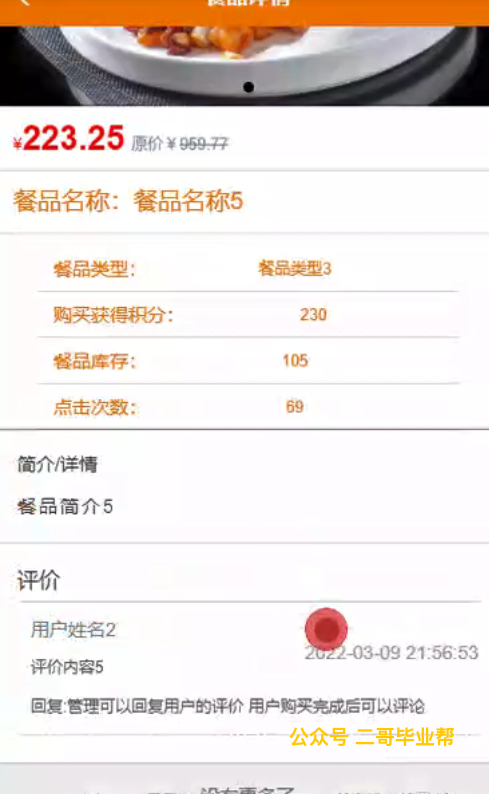 餐品详情
¥223.25 原价￥959.77
餐品名称：餐品名称5
餐品类型： 餐品类型3
购买获得积分： 230
餐品库存： 105
点击次数： 69
简介/详情
餐品简介5
评价
用户姓名2
2022-03-09 21:56:53
评价内容5
回复:管理可以回复用户的评价 用户购买完成后可以评论
公众号 二哥毕业帮
没有更多了